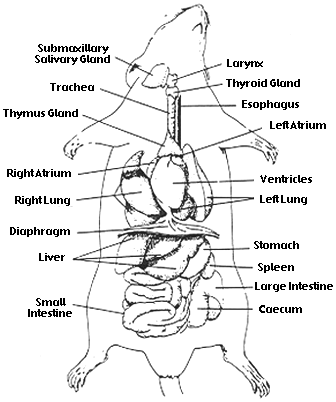 Submaxillary
Salivary Gland
Larynx
Trachea
Thyroid Gland
Thymus Gland
Esophagus
Left Atrium
Right Atrium
Ventricles
Right Lung
Left Lung
Diaphragm
Liver
Stomach
Spleen
Large Intestine
Small
Intestine
Caecum